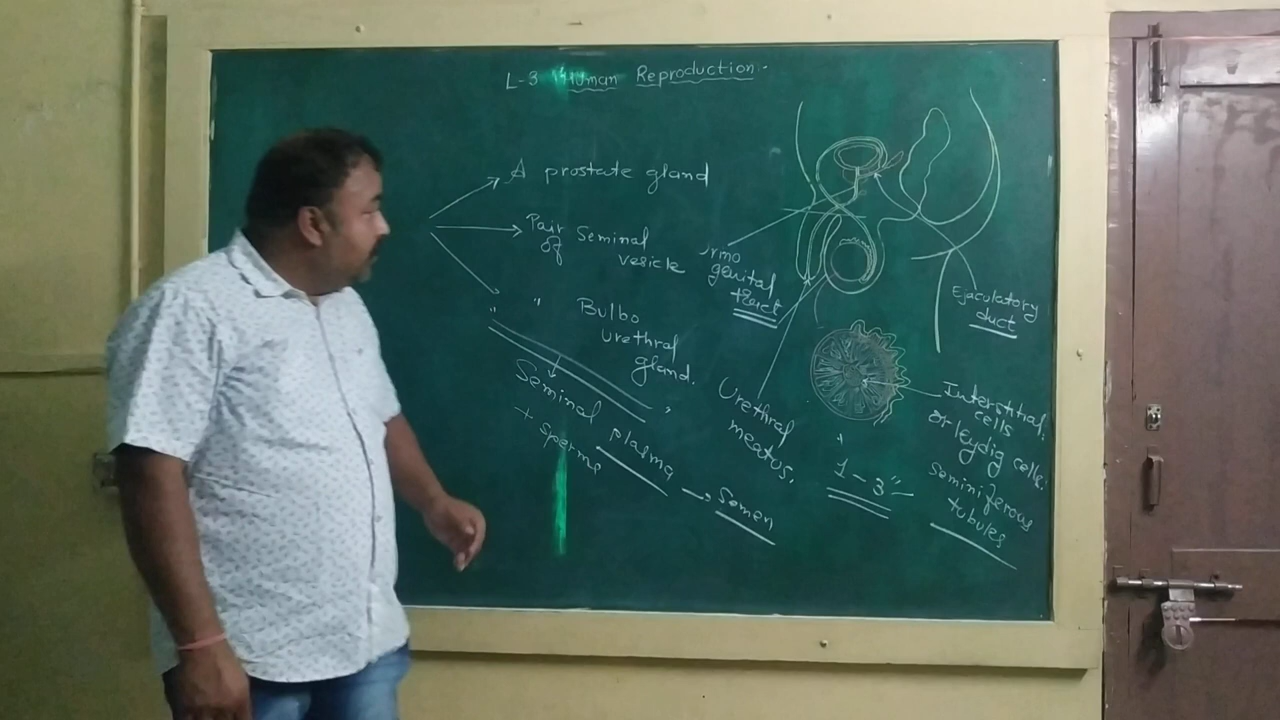 L-3 Human Reproduction
A prostate gland
Pair of Seminal vesicle
" " Bulbo urethral gland.
Seminal plasma → Semen
+ sperms
genital
tract
Urethral
meatus.
Ejaculatory
duct
Interstitial
cells
or leydig cells.
1-3
seminiferous
tubules